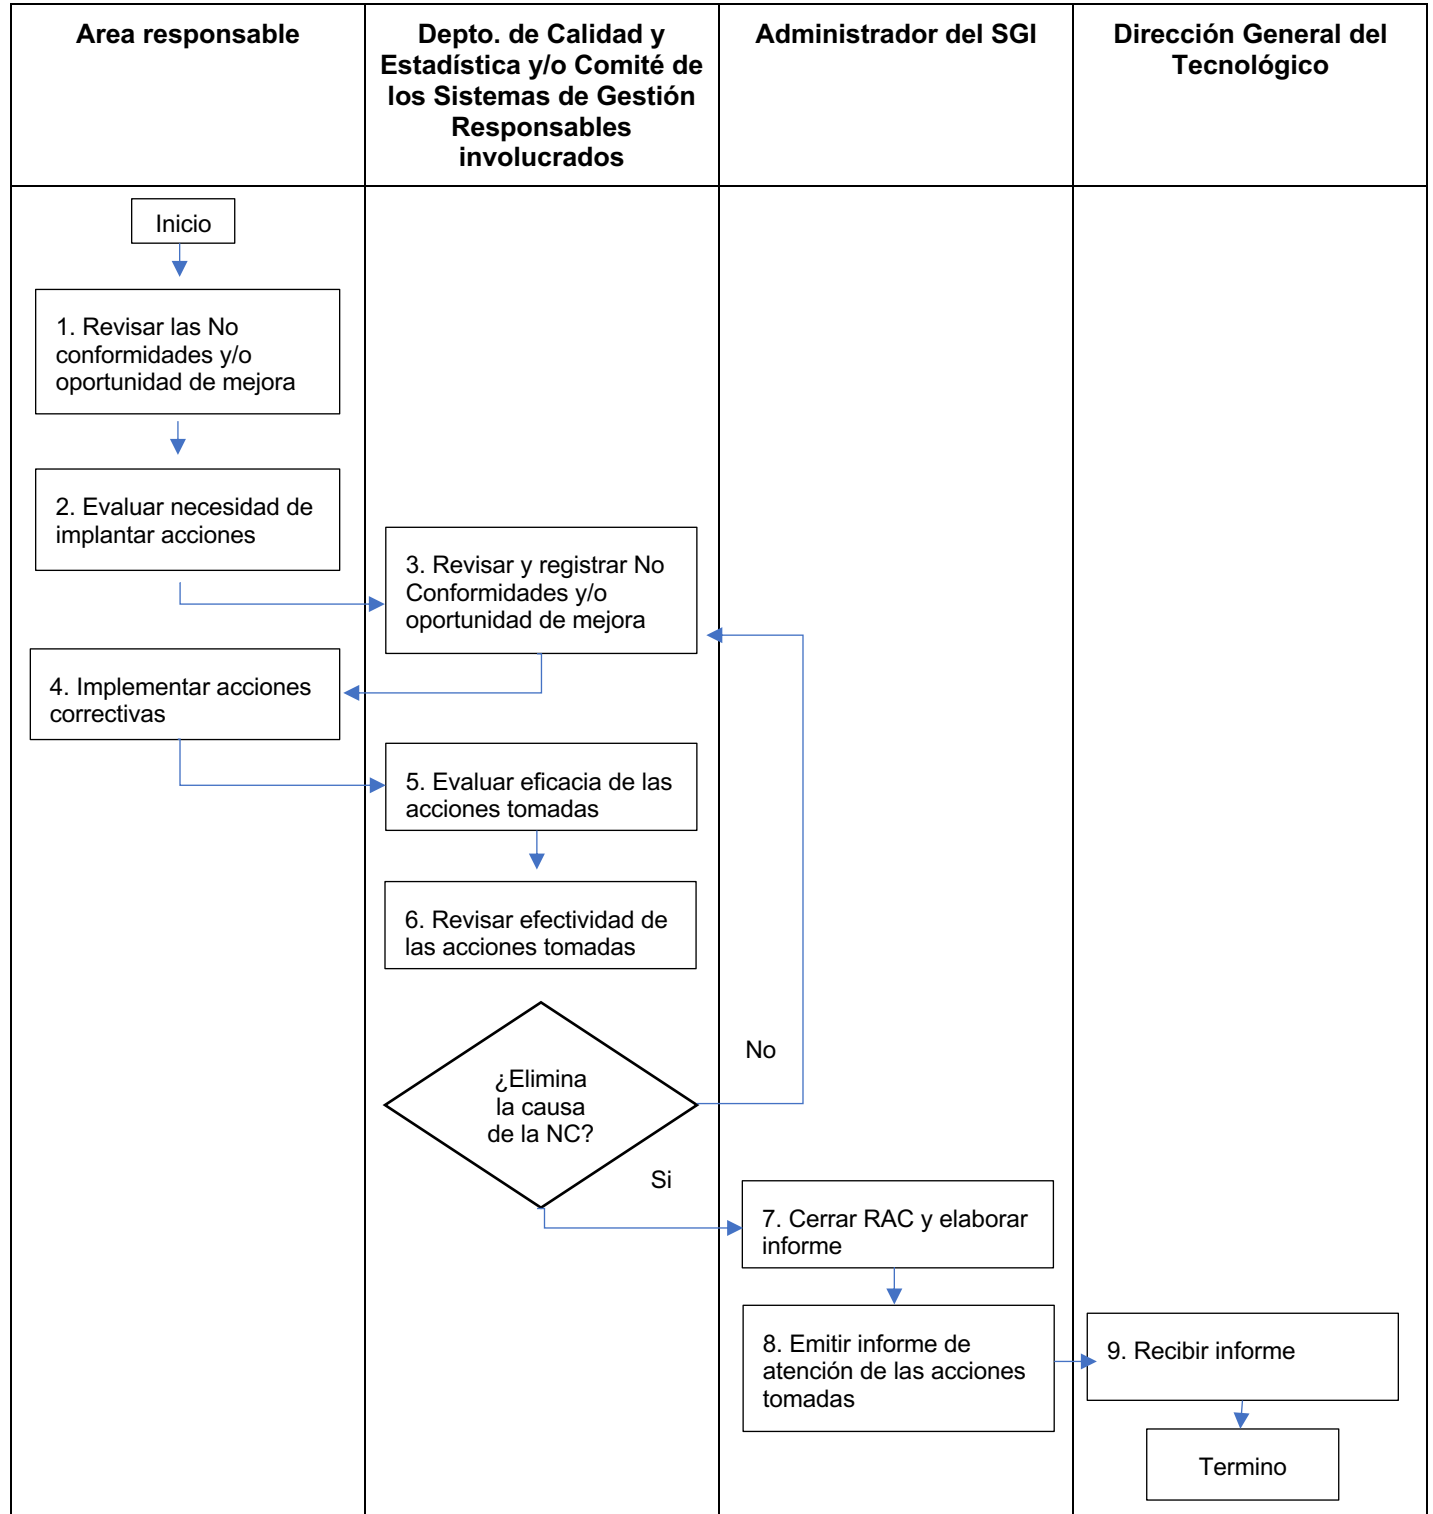 Area responsable
Depto. de Calidad y
Estadística y/o Comité de
los Sistemas de Gestión
Responsables
involucrados
Administrador del SGI
Dirección General del
Tecnológico
Inicio
1. Revisar las No
conformidades y/o
oportunidad de mejora
2. Evaluar necesidad de
implantar acciones
3. Revisar y registrar No
Conformidades y/o
oportunidad de mejora
4. Implementar acciones
correctivas
5. Evaluar eficacia de las
acciones tomadas
6. Revisar efectividad de
las acciones tomadas
¿Elimina
la causa
de la NC?
No
Si
7. Cerrar RAC y elaborar
informe
8. Emitir informe de
atención de las acciones
tomadas
9. Recibir informe
Termino